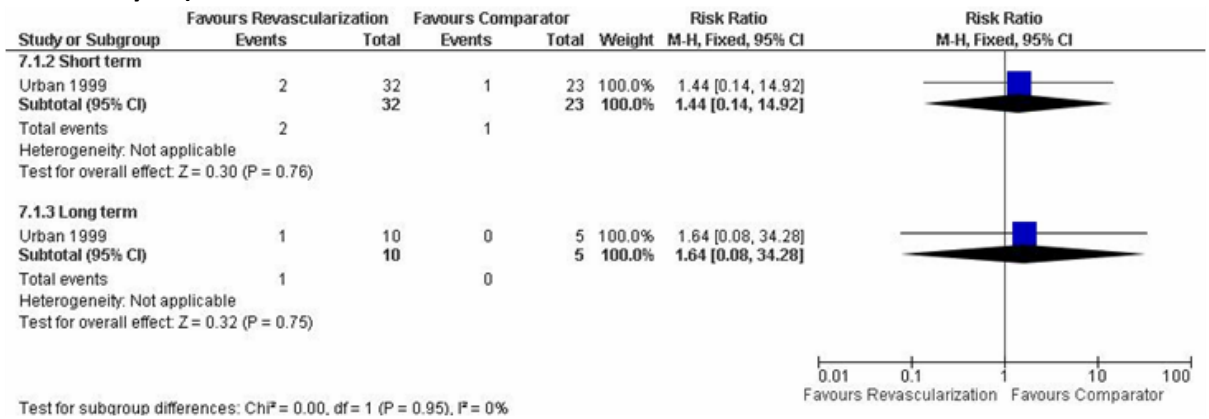 Favours Revascularization Favours Comparator Risk Ratio Risk Ratio
Study or Subgroup Events Total Events Total Weight M-H, Fixed, 95% CI M-H, Fixed, 95% CI
7.1.2 Short term
Urban 1999 2 32 1 23 100.0% 1.44 [0.14, 14.92]
Subtotal (95% CI) 32 23 100.0% 1.44 [0.14, 14.92]
Total events 2 1
Heterogeneity: Not applicable
Test for overall effect: Z = 0.30 (P = 0.76)
7.1.3 Long term
Urban 1999 1 10 0 5 100.0% 1.64 [0.08, 34.28]
Subtotal (95% CI) 10 5 100.0% 1.64 [0.08, 34.28]
Total events 1 0
Heterogeneity: Not applicable
Test for overall effect: Z = 0.32 (P = 0.75)
0.01 0.1 1 10 100
Favours Revascularization Favours Comparator
Test for subgroup differences: Chi² = 0.00, df = 1 (P = 0.95), I² = 0%